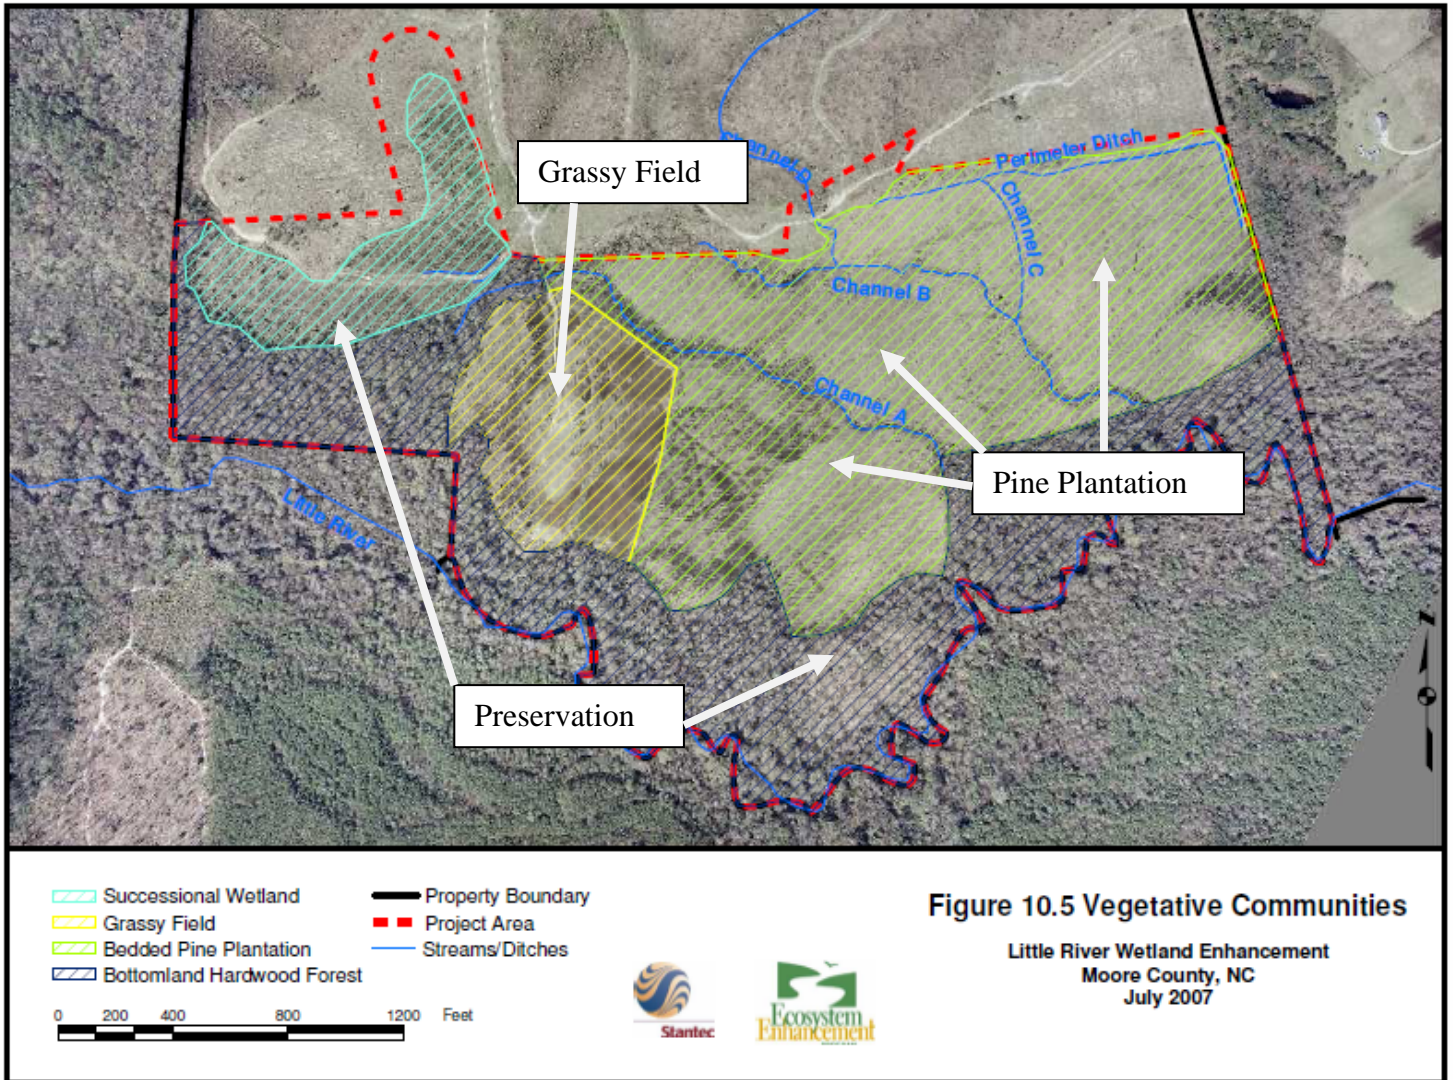 Grassy Field
Channel D
Perimeter Ditch
Channel C
Channel B
Channel A
Pine Plantation
Little River
Preservation
N
Successional Wetland
Grassy Field
Bedded Pine Plantation
Bottomland Hardwood Forest
Property Boundary
Project Area
Streams/Ditches
0 200 400 800 1200 Feet
Stantec
Ecosystem
Enhancement
Figure 10.5 Vegetative Communities
Little River Wetland Enhancement
Moore County, NC
July 2007